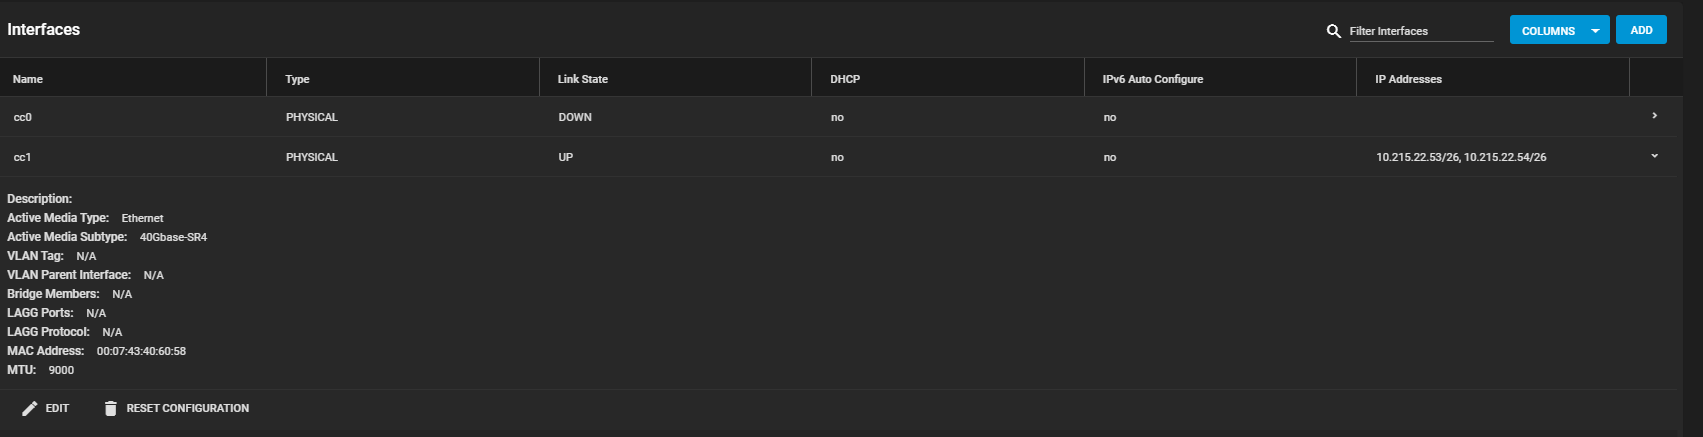 Interfaces
Filter Interfaces
COLUMNS
ADD
Name Type Link State DHCP IPv6 Auto Configure IP Addresses
cc0 PHYSICAL DOWN no no
cc1 PHYSICAL UP no no 10.215.22.53/26, 10.215.22.54/26
Description:
Active Media Type: Ethernet
Active Media Subtype: 40Gbase-SR4
VLAN Tag: N/A
VLAN Parent Interface: N/A
Bridge Members: N/A
LAGG Ports: N/A
LAGG Protocol: N/A
MAC Address: 00:07:43:40:60:58
MTU: 9000
EDIT RESET CONFIGURATION